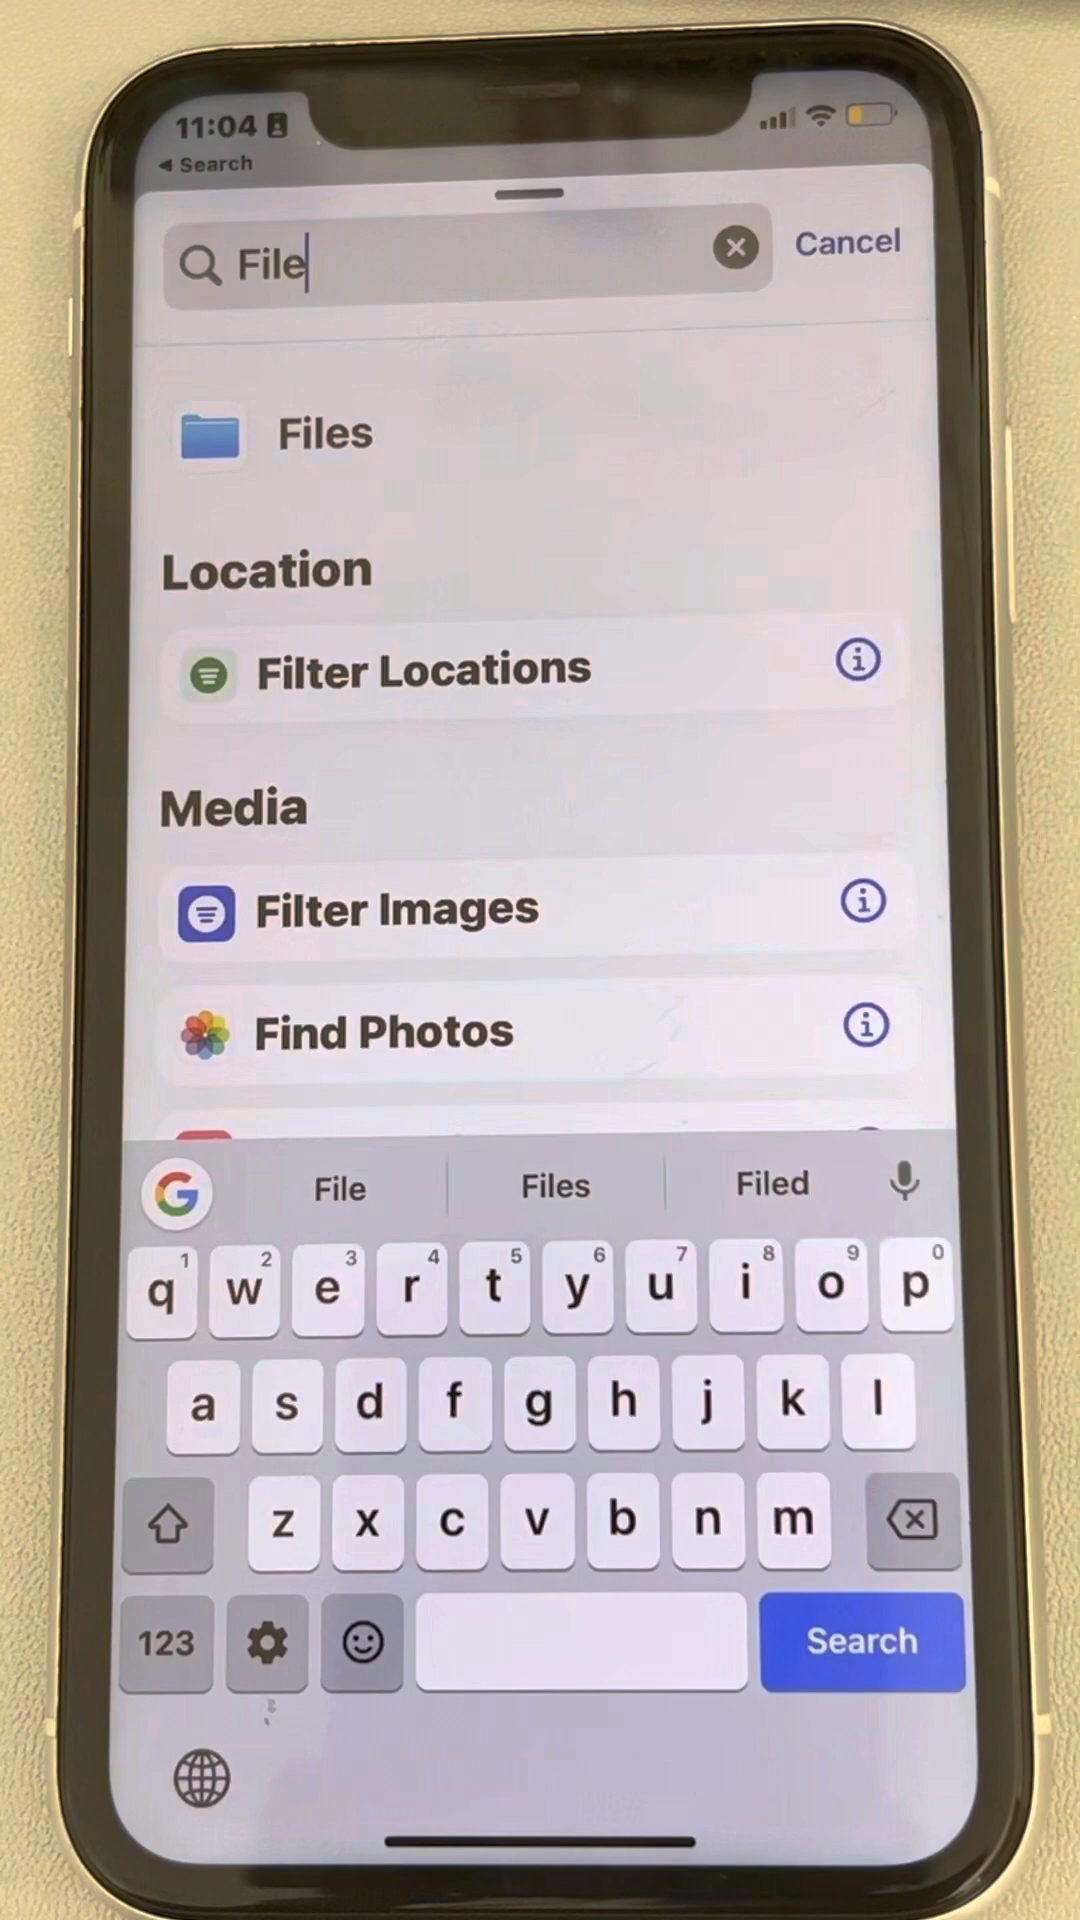 11:04
◀ Search
File
Cancel
Files
Location
Filter Locations
Media
Filter Images
Find Photos
File Files Filed
1 2 3 4 5 6 7 8 9 0
q w e r t y u i o p
a s d f g h j k l
z x c v b n m
123 Search